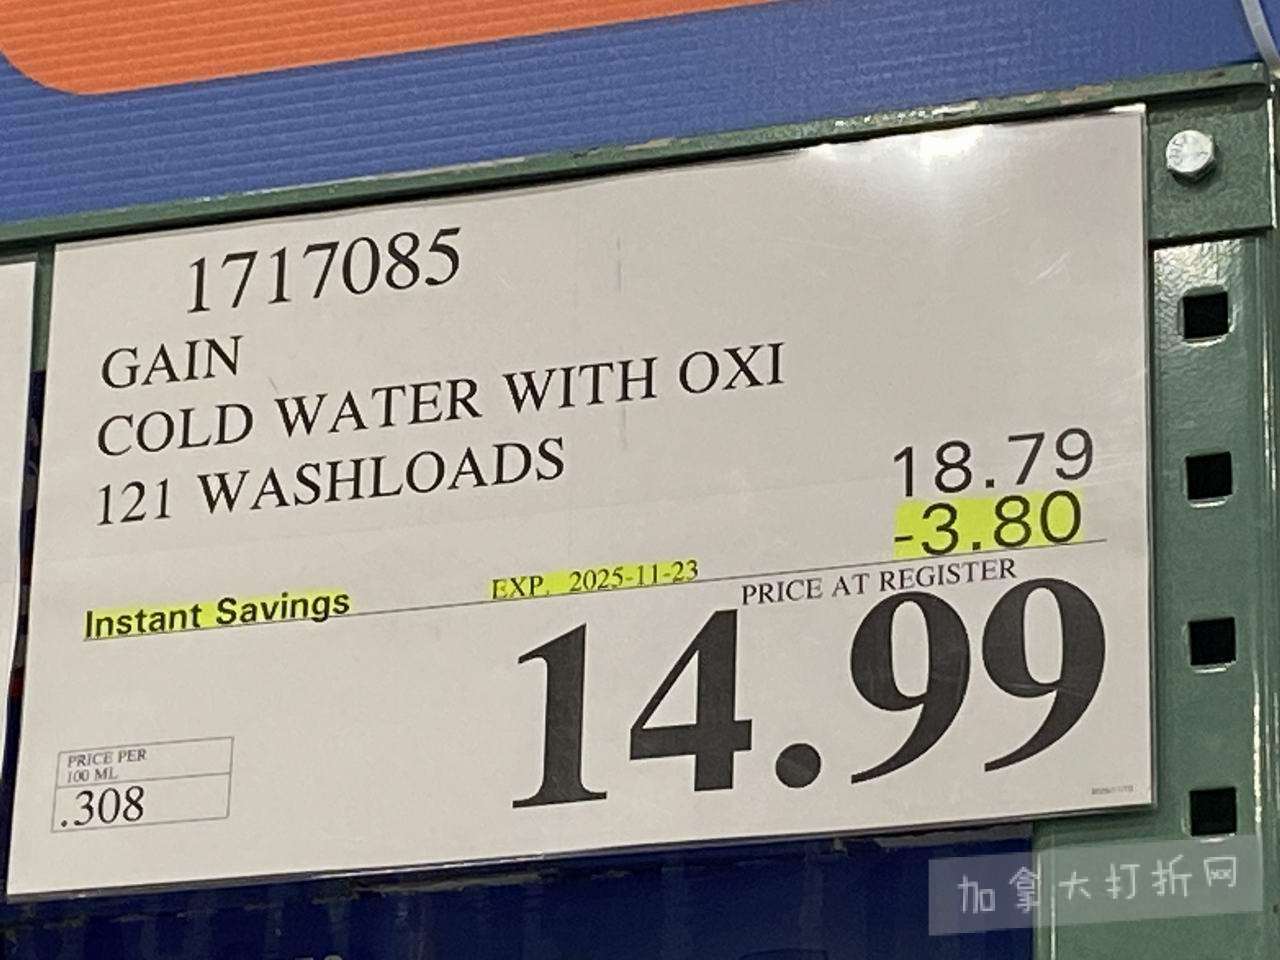 1717085
GAIN
COLD WATER WITH OXI
121 WASHLOADS
18.79
-3.80
Instant Savings
EXP. 2025-11-23
PRICE AT REGISTER
14.99
PRICE PER
100 ML
.308
加拿大打折网